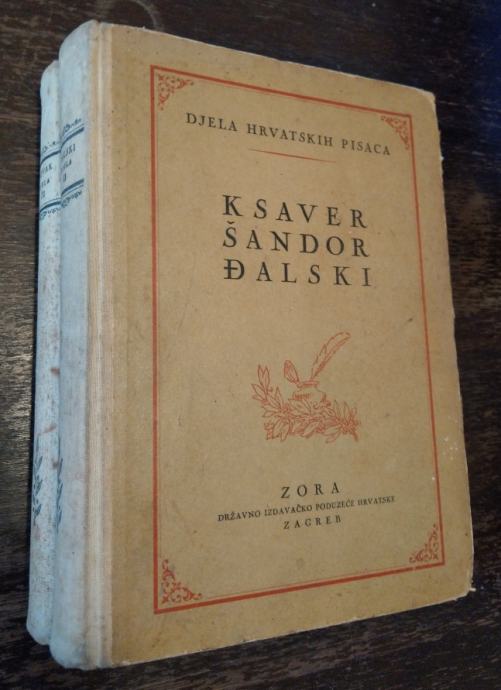 DJELA HRVATSKIH PISACA
KSAVER
ŠANDOR
ĐALSKI
ZORA
DRŽAVNO IZDAVAČKO PODUZEĆE HRVATSKE
ZAGREB